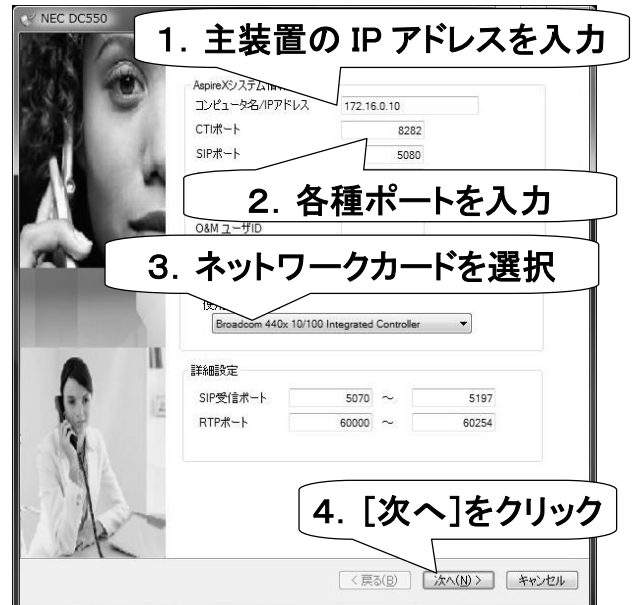 NEC DC550
1. 主装置の IP アドレスを入力
AspireXシステム
コンピュータ名/IPアドレス 172.16.0.10
CTIポート 8282
SIPポート 5080
2. 各種ポートを入力
O&M ユーザID
3. ネットワークカードを選択
Broadcom 440x 10/100 Integrated Controller
詳細設定
SIP受信ポート 5070 ～ 5197
RTPポート 60000 ～ 60254
4. [次へ]をクリック
< 戻る(B) 次へ(N) > キャンセル